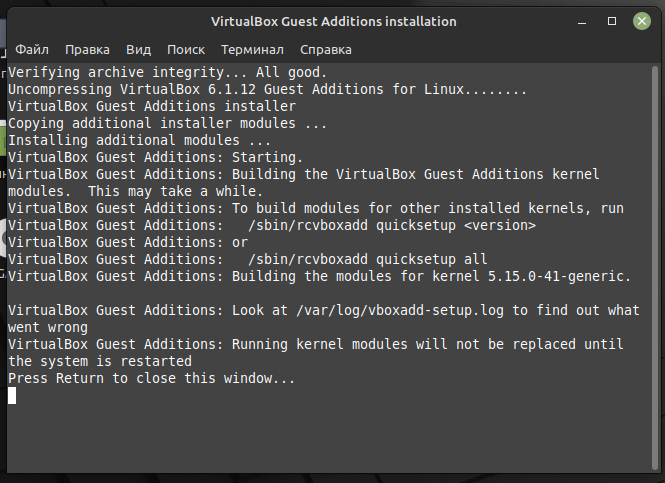 VirtualBox Guest Additions installation
Файл Правка Вид Поиск Терминал Справка
Verifying archive integrity... All good.
Uncompressing VirtualBox 6.1.12 Guest Additions for Linux........
VirtualBox Guest Additions installer
Copying additional installer modules ...
Installing additional modules ...
VirtualBox Guest Additions: Starting.
VirtualBox Guest Additions: Building the VirtualBox Guest Additions kernel
modules.  This may take a while.
VirtualBox Guest Additions: To build modules for other installed kernels, run
VirtualBox Guest Additions:   /sbin/rcvboxadd quicksetup <version>
VirtualBox Guest Additions: or
VirtualBox Guest Additions:   /sbin/rcvboxadd quicksetup all
VirtualBox Guest Additions: Building the modules for kernel 5.15.0-41-generic.
VirtualBox Guest Additions: Look at /var/log/vboxadd-setup.log to find out what
went wrong
VirtualBox Guest Additions: Running kernel modules will not be replaced until
the system is restarted
Press Return to close this window...